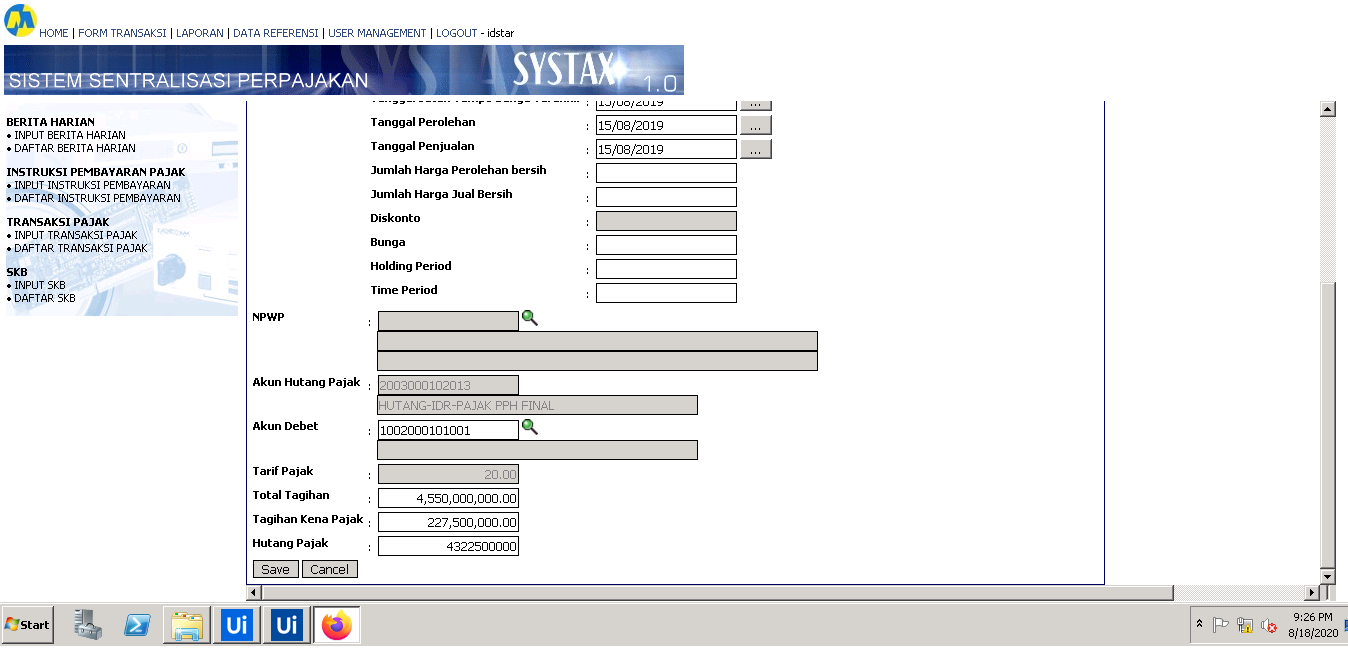 HOME | FORM TRANSAKSI | LAPORAN | DATA REFERENSI | USER MANAGEMENT | LOGOUT - idstar
SISTEM SENTRALISASI PERPAJAKAN
SYSTAX 1.0
BERITA HARIAN
• INPUT BERITA HARIAN
• DAFTAR BERITA HARIAN
INSTRUKSI PEMBAYARAN PAJAK
• INPUT INSTRUKSI PEMBAYARAN
• DAFTAR INSTRUKSI PEMBAYARAN
TRANSAKSI PAJAK
• INPUT TRANSAKSI PAJAK
• DAFTAR TRANSAKSI PAJAK
SKB
• INPUT SKB
• DAFTAR SKB
: 15/08/2019 ...
Tanggal Perolehan : 15/08/2019 ...
Tanggal Penjualan : 15/08/2019 ...
Jumlah Harga Perolehan bersih :
Jumlah Harga Jual Bersih :
Diskonto :
Bunga :
Holding Period :
Time Period :
NPWP :
Akun Hutang Pajak : 2003000102013
HUTANG-IDR-PAJAK PPH FINAL
Akun Debet : 1002000101001
Tarif Pajak : 20.00
Total Tagihan : 4,550,000,000.00
Tagihan Kena Pajak : 227,500,000.00
Hutang Pajak : 4322500000
Save Cancel
Start
Ui
Ui
9:26 PM
8/18/2020